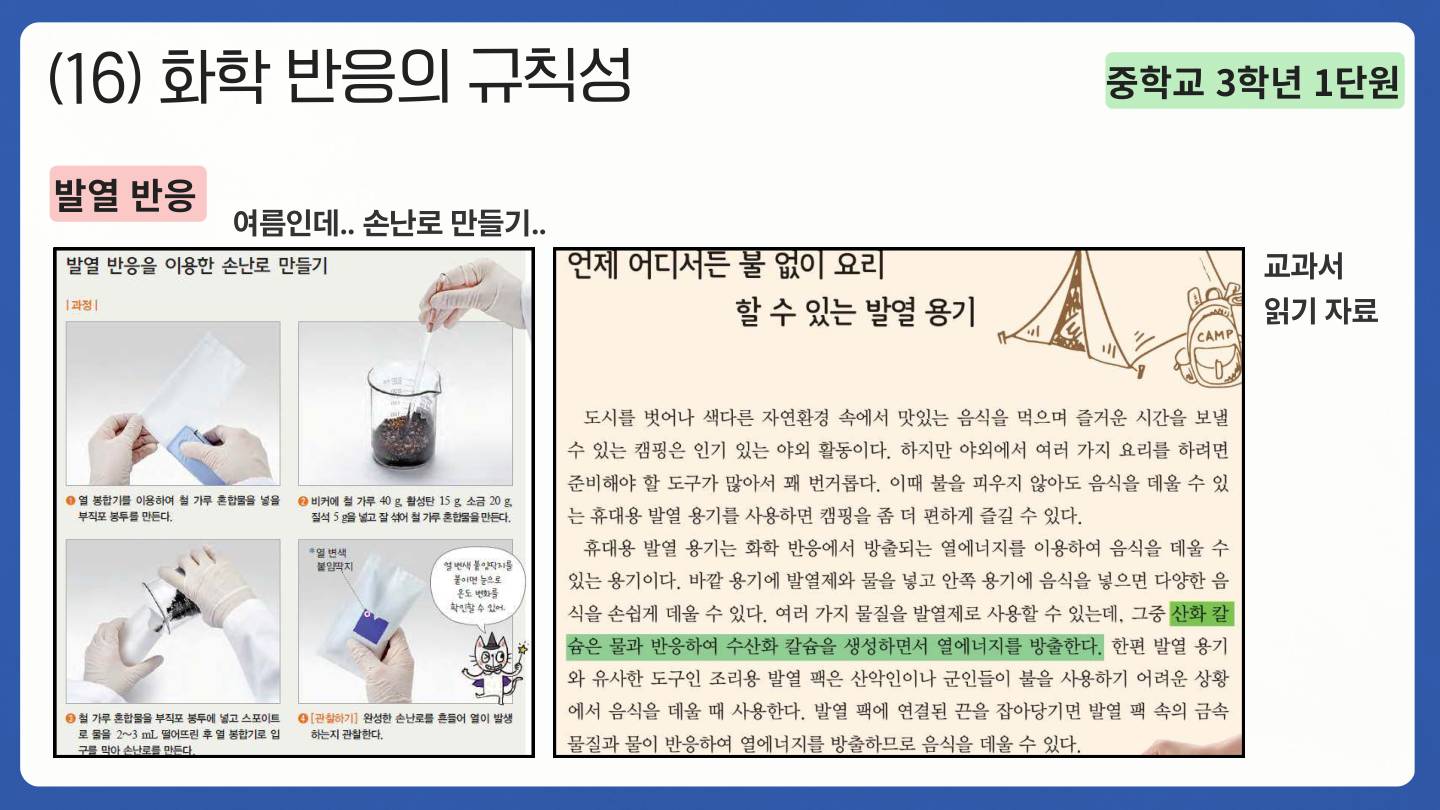 (16) 화학 반응의 규칙성
중학교 3학년 1단원
발열 반응
여름인데.. 손난로 만들기..
발열 반응을 이용한 손난로 만들기
| 과정 |
❶ 열 봉합기를 이용하여 철 가루 혼합물을 넣을
부직포 봉투를 만든다.
❷ 비커에 철 가루 40 g, 활성탄 15 g, 소금 20 g,
질석 5 g을 넣고 잘 섞어 철 가루 혼합물을 만든다.
❸ 철 가루 혼합물을 부직포 봉투에 넣고 스포이트
로 물을 2～3 mL 떨어뜨린 후 열 봉합기로 입
구를 막아 손난로를 만든다.
*열 변색
붙임딱지
열 변색 붙임딱지를
붙이면 눈으로
온도 변화를
확인할 수 있어.
❹ [관찰하기] 완성한 손난로를 흔들어 열이 발생
하는지 관찰한다.
언제 어디서든 불 없이 요리
할 수 있는 발열 용기
CAMP
도시를 벗어나 색다른 자연환경 속에서 맛있는 음식을 먹으며 즐거운 시간을 보낼
수 있는 캠핑은 인기 있는 야외 활동이다. 하지만 야외에서 여러 가지 요리를 하려면
준비해야 할 도구가 많아서 꽤 번거롭다. 이때 불을 피우지 않아도 음식을 데울 수 있
는 휴대용 발열 용기를 사용하면 캠핑을 좀 더 편하게 즐길 수 있다.
휴대용 발열 용기는 화학 반응에서 방출되는 열에너지를 이용하여 음식을 데울 수
있는 용기이다. 바깥 용기에 발열제와 물을 넣고 안쪽 용기에 음식을 넣으면 다양한 음
식을 손쉽게 데울 수 있다. 여러 가지 물질을 발열제로 사용할 수 있는데, 그중 산화 칼
슘은 물과 반응하여 수산화 칼슘을 생성하면서 열에너지를 방출한다. 한편 발열 용기
와 유사한 도구인 조리용 발열 팩은 산악인이나 군인들이 불을 사용하기 어려운 상황
에서 음식을 데울 때 사용한다. 발열 팩에 연결된 끈을 잡아당기면 발열 팩 속의 금속
물질과 물이 반응하여 열에너지를 방출하므로 음식을 데울 수 있다.
교과서
읽기 자료